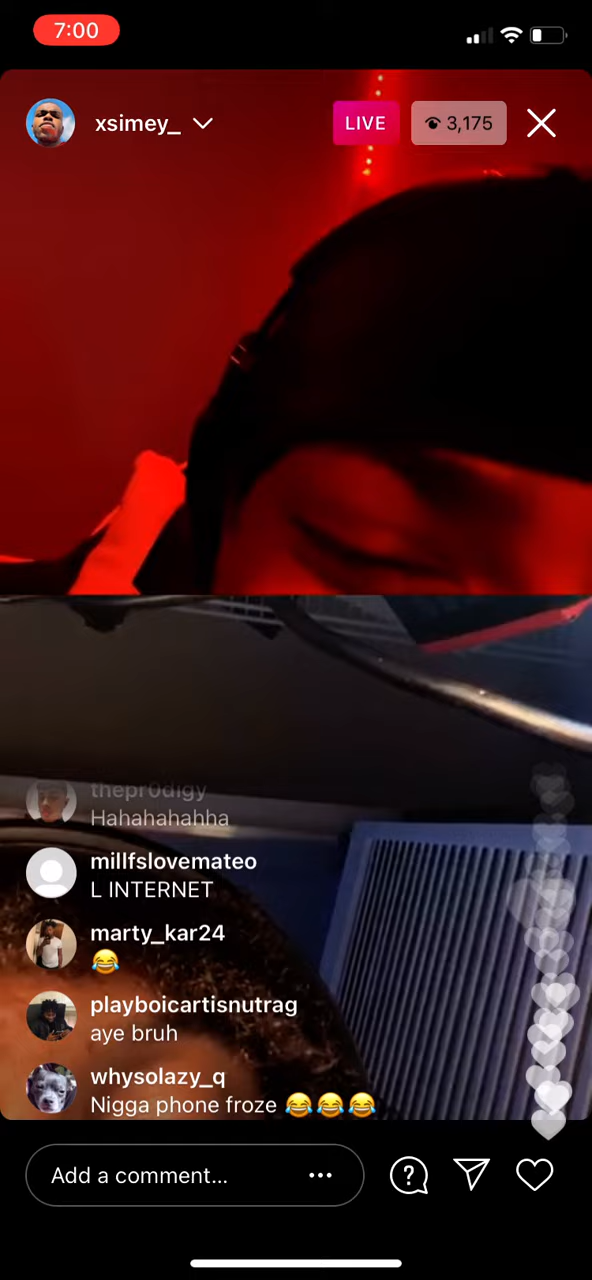 7:00
xsimey_
LIVE
3,175
thepr0digy
Hahahahahha
millfslovemateo
L INTERNET
marty_kar24
😂
playboicartisnutrag
aye bruh
whysolazy_q
Nigga phone froze 😂😂😂
Add a comment...